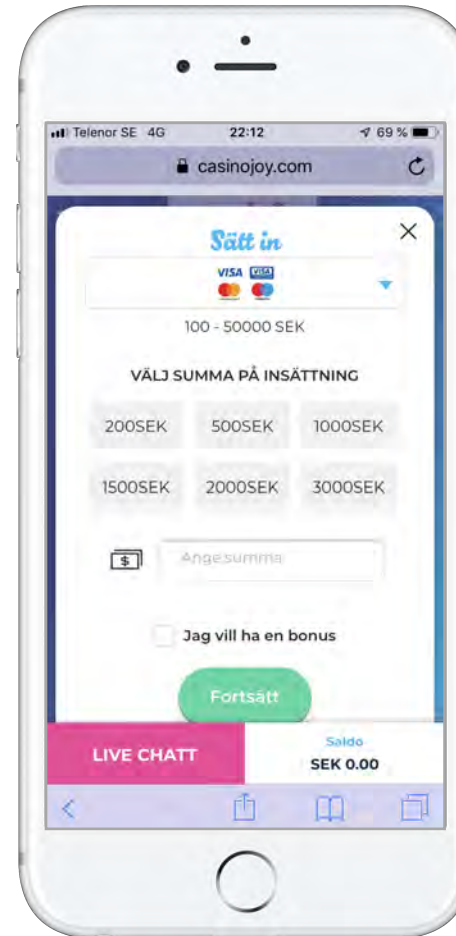 Telenor SE 4G 22:12 69 %
casinojoy.com
Sätt in
VISA VISA
100 - 50000 SEK
VÄLJ SUMMA PÅ INSÄTTNING
200SEK 500SEK 1000SEK
1500SEK 2000SEK 3000SEK
$ Ange summa
Jag vill ha en bonus
Fortsätt
LIVE CHATT
Saldo
SEK 0.00